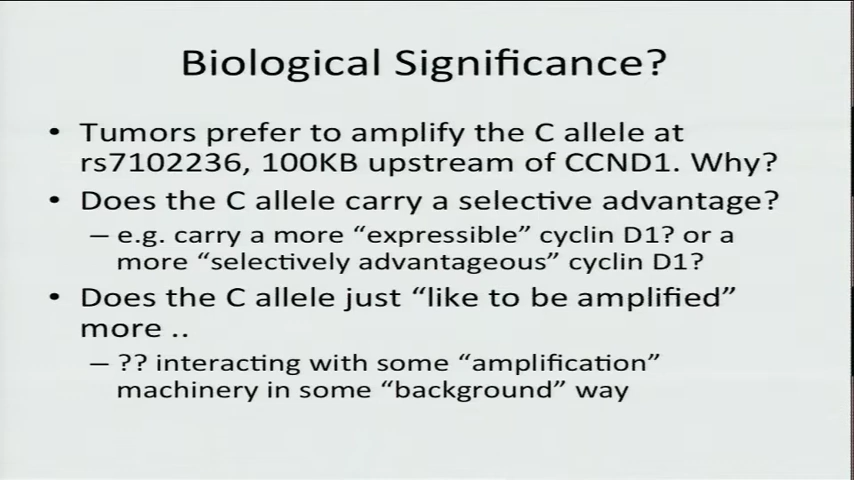 Biological Significance?
• Tumors prefer to amplify the C allele at
rs7102236, 100KB upstream of CCND1. Why?
• Does the C allele carry a selective advantage?
– e.g. carry a more “expressible” cyclin D1? or a
more “selectively advantageous” cyclin D1?
• Does the C allele just “like to be amplified”
more ..
– ?? interacting with some “amplification”
machinery in some “background” way